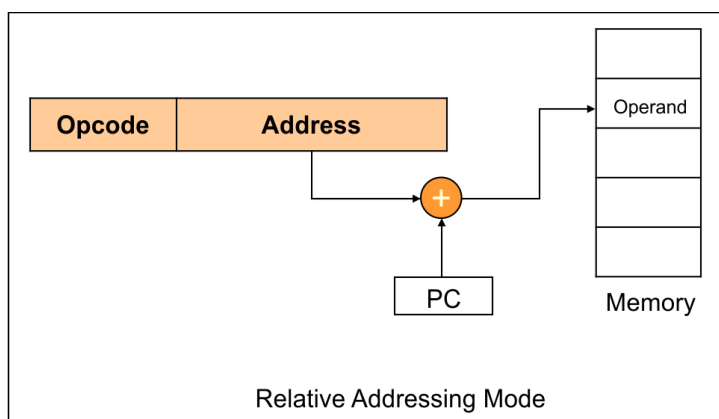 Opcode
Address
Operand
+
PC
Memory
Relative Addressing Mode